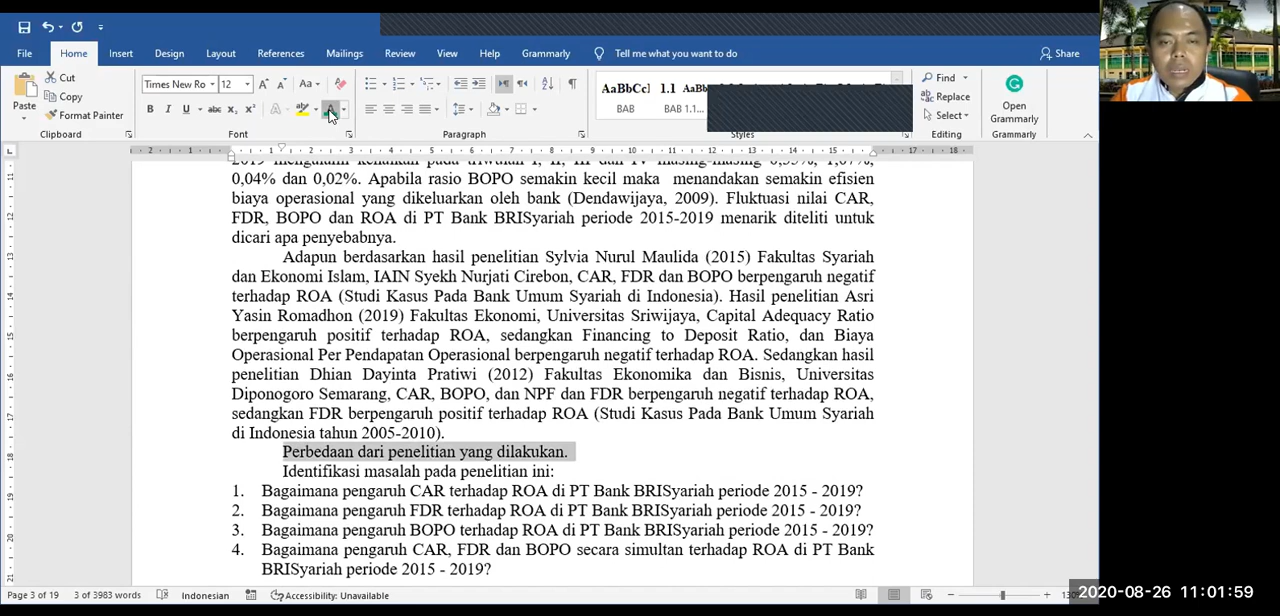 File Home Insert Design Layout References Mailings Review View Help Grammarly Tell me what you want to do Share
Paste Cut Copy Format Painter Clipboard
Times New Ro 12 Aa Font
Paragraph
AaBbCcI 1.1 AaBb
BAB BAB 1.1... Styles
Find Replace Select Editing
Open Grammarly Grammarly
0,04% dan 0,02%. Apabila rasio BOPO semakin kecil maka menandakan semakin efisien
biaya operasional yang dikeluarkan oleh bank (Dendawijaya, 2009). Fluktuasi nilai CAR,
FDR, BOPO dan ROA di PT Bank BRISyariah periode 2015-2019 menarik diteliti untuk
dicari apa penyebabnya.
Adapun berdasarkan hasil penelitian Sylvia Nurul Maulida (2015) Fakultas Syariah
dan Ekonomi Islam, IAIN Syekh Nurjati Cirebon, CAR, FDR dan BOPO berpengaruh negatif
terhadap ROA (Studi Kasus Pada Bank Umum Syariah di Indonesia). Hasil penelitian Asri
Yasin Romadhon (2019) Fakultas Ekonomi, Universitas Sriwijaya, Capital Adequacy Ratio
berpengaruh positif terhadap ROA, sedangkan Financing to Deposit Ratio, dan Biaya
Operasional Per Pendapatan Operasional berpengaruh negatif terhadap ROA. Sedangkan hasil
penelitian Dhian Dayinta Pratiwi (2012) Fakultas Ekonomika dan Bisnis, Universitas
Diponogoro Semarang, CAR, BOPO, dan NPF dan FDR berpengaruh negatif terhadap ROA,
sedangkan FDR berpengaruh positif terhadap ROA (Studi Kasus Pada Bank Umum Syariah
di Indonesia tahun 2005-2010).
Perbedaan dari penelitian yang dilakukan.
Identifikasi masalah pada penelitian ini:
1. Bagaimana pengaruh CAR terhadap ROA di PT Bank BRISyariah periode 2015 - 2019?
2. Bagaimana pengaruh FDR terhadap ROA di PT Bank BRISyariah periode 2015 - 2019?
3. Bagaimana pengaruh BOPO terhadap ROA di PT Bank BRISyariah periode 2015 - 2019?
4. Bagaimana pengaruh CAR, FDR dan BOPO secara simultan terhadap ROA di PT Bank
BRISyariah periode 2015 - 2019?
Page 3 of 19 3 of 3983 words Indonesian Accessibility: Unavailable
2020-08-26 11:01:59